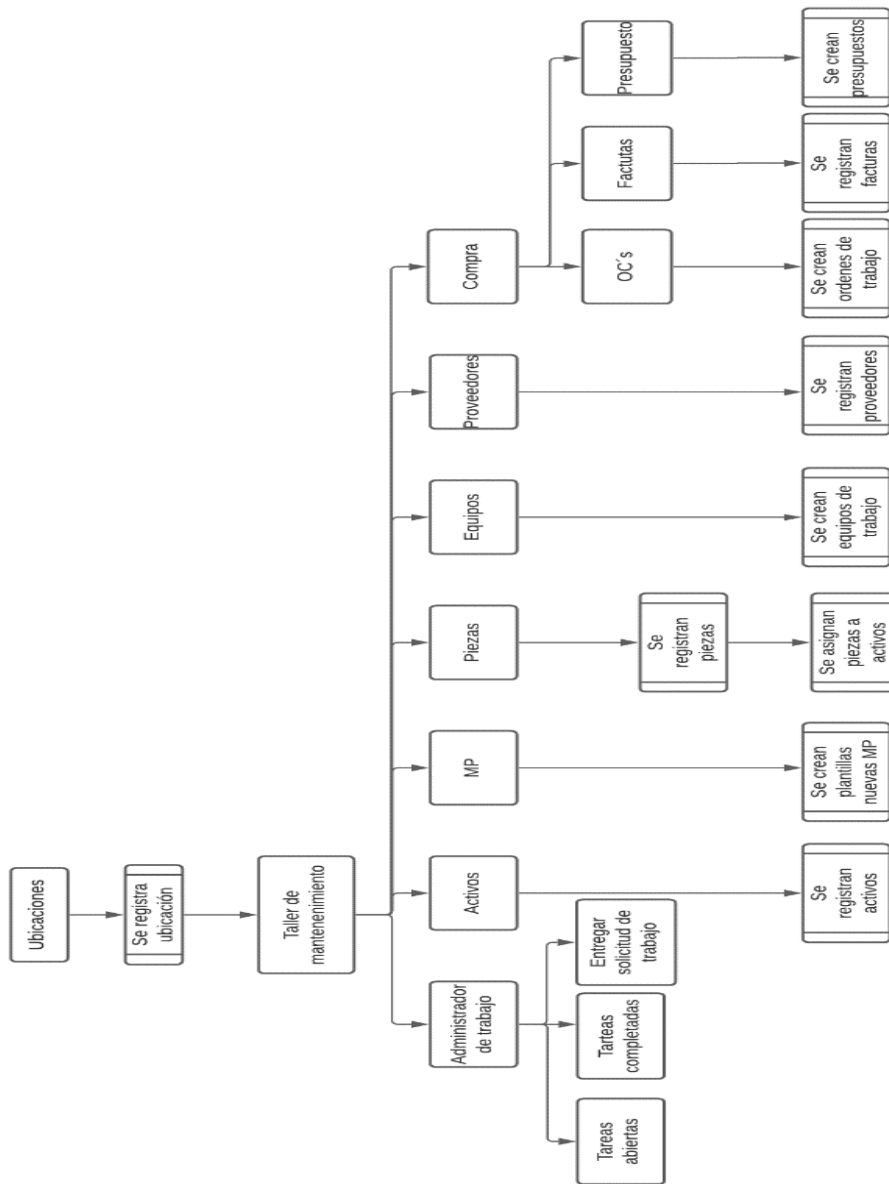 Ubicaciones
Se registra
ubicación
Taller de
mantenenimiento
Administrador
de trabajo
Activos
MP
Piezas
Equipos
Proveedores
Compra
Tareas
abiertas
Tarteas
completadas
Entregar
solicitud de
trabajo
Se
registran
piezas
OC´s
Factutas
Presupuesto
Se
registran
activos
Se crean
plantillas
nuevas MP
Se asignan
piezas a
activos
Se crean
equipos de
trabajo
Se
registran
proveedores
Se crean
ordenes de
trabajo
Se
registran
facturas
Se crean
presupuestos